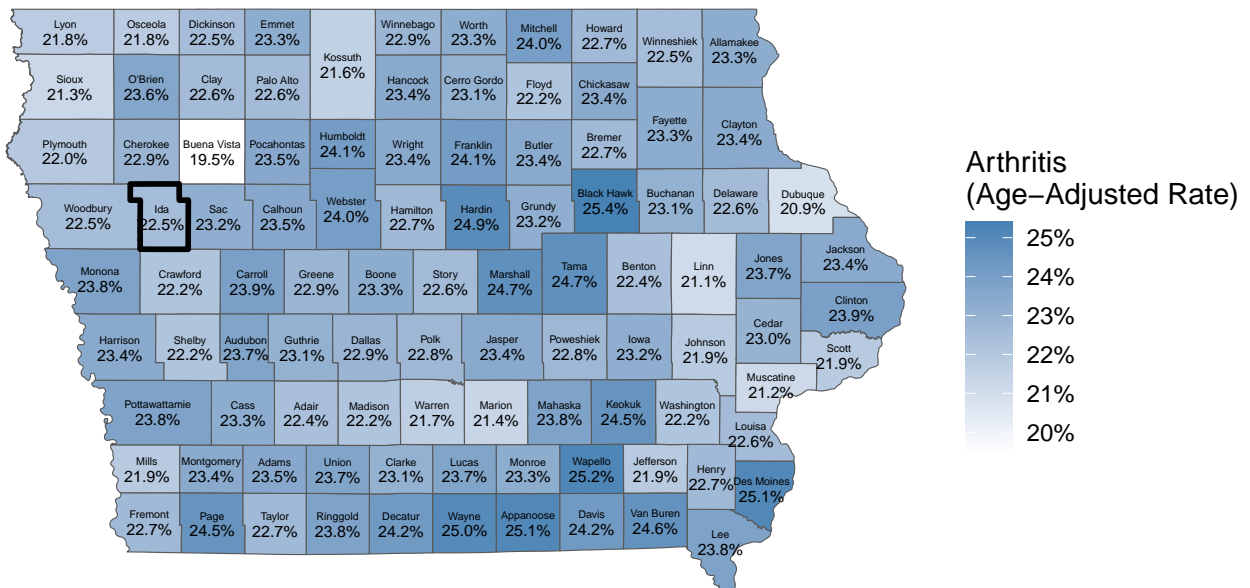 Lyon
21.8%
Osceola
21.8%
Dickinson
22.5%
Emmet
23.3%
Kossuth
21.6%
Winnebago
22.9%
Worth
23.3%
Mitchell
24.0%
Howard
22.7%
Winneshiek
22.5%
Allamakee
23.3%
Sioux
21.3%
O'Brien
23.6%
Clay
22.6%
Palo Alto
22.6%
Hancock
23.4%
Cerro Gordo
23.1%
Floyd
22.2%
Chickasaw
23.4%
Fayette
23.3%
Clayton
23.4%
Plymouth
22.0%
Cherokee
22.9%
Buena Vista
19.5%
Pocahontas
23.5%
Humboldt
24.1%
Wright
23.4%
Franklin
24.1%
Butler
23.4%
Bremer
22.7%
Woodbury
22.5%
Ida
22.5%
Sac
23.2%
Calhoun
23.5%
Webster
24.0%
Hamilton
22.7%
Hardin
24.9%
Grundy
23.2%
Black Hawk
25.4%
Buchanan
23.1%
Delaware
22.6%
Dubuque
20.9%
Monona
23.8%
Crawford
22.2%
Carroll
23.9%
Greene
22.9%
Boone
23.3%
Story
22.6%
Marshall
24.7%
Tama
24.7%
Benton
22.4%
Linn
21.1%
Jones
23.7%
Jackson
23.4%
Clinton
23.9%
Harrison
23.4%
Shelby
22.2%
Audubon
23.7%
Guthrie
23.1%
Dallas
22.9%
Polk
22.8%
Jasper
23.4%
Poweshiek
22.8%
Iowa
23.2%
Johnson
21.9%
Cedar
23.0%
Scott
21.9%
Muscatine
21.2%
Pottawattamie
23.8%
Cass
23.3%
Adair
22.4%
Madison
22.2%
Warren
21.7%
Marion
21.4%
Mahaska
23.8%
Keokuk
24.5%
Washington
22.2%
Louisa
22.6%
Mills
21.9%
Montgomery
23.4%
Adams
23.5%
Union
23.7%
Clarke
23.1%
Lucas
23.7%
Monroe
23.3%
Wapello
25.2%
Jefferson
21.9%
Henry
22.7%
Des Moines
25.1%
Fremont
22.7%
Page
24.5%
Taylor
22.7%
Ringgold
23.8%
Decatur
24.2%
Wayne
25.0%
Appanoose
25.1%
Davis
24.2%
Van Buren
24.6%
Lee
23.8%
Arthritis
(Age−Adjusted Rate)
25%
24%
23%
22%
21%
20%